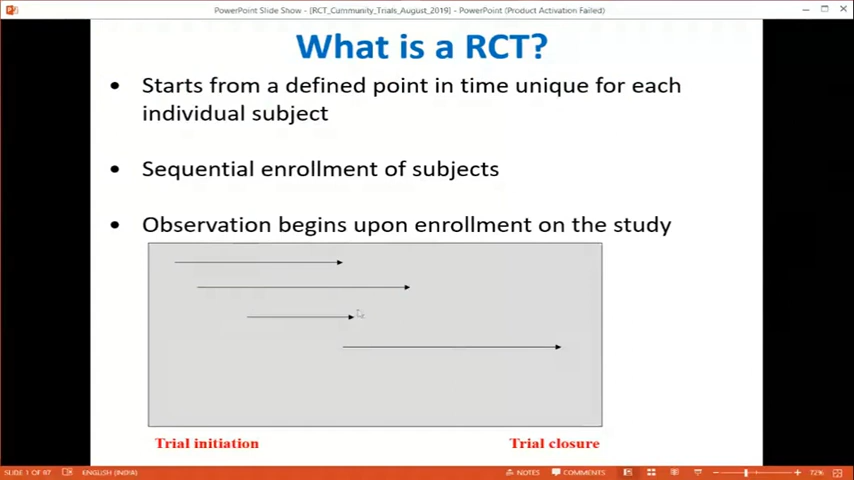 PowerPoint Slide Show - [RCT_Cummunity_Trials_August_2019] - PowerPoint (Product Activation Failed)
What is a RCT?
• Starts from a defined point in time unique for each
individual subject
• Sequential enrollment of subjects
• Observation begins upon enrollment on the study
Trial initiation
Trial closure
SLIDE 1 OF 87
ENGLISH (INDIA)
NOTES
COMMENTS
72%